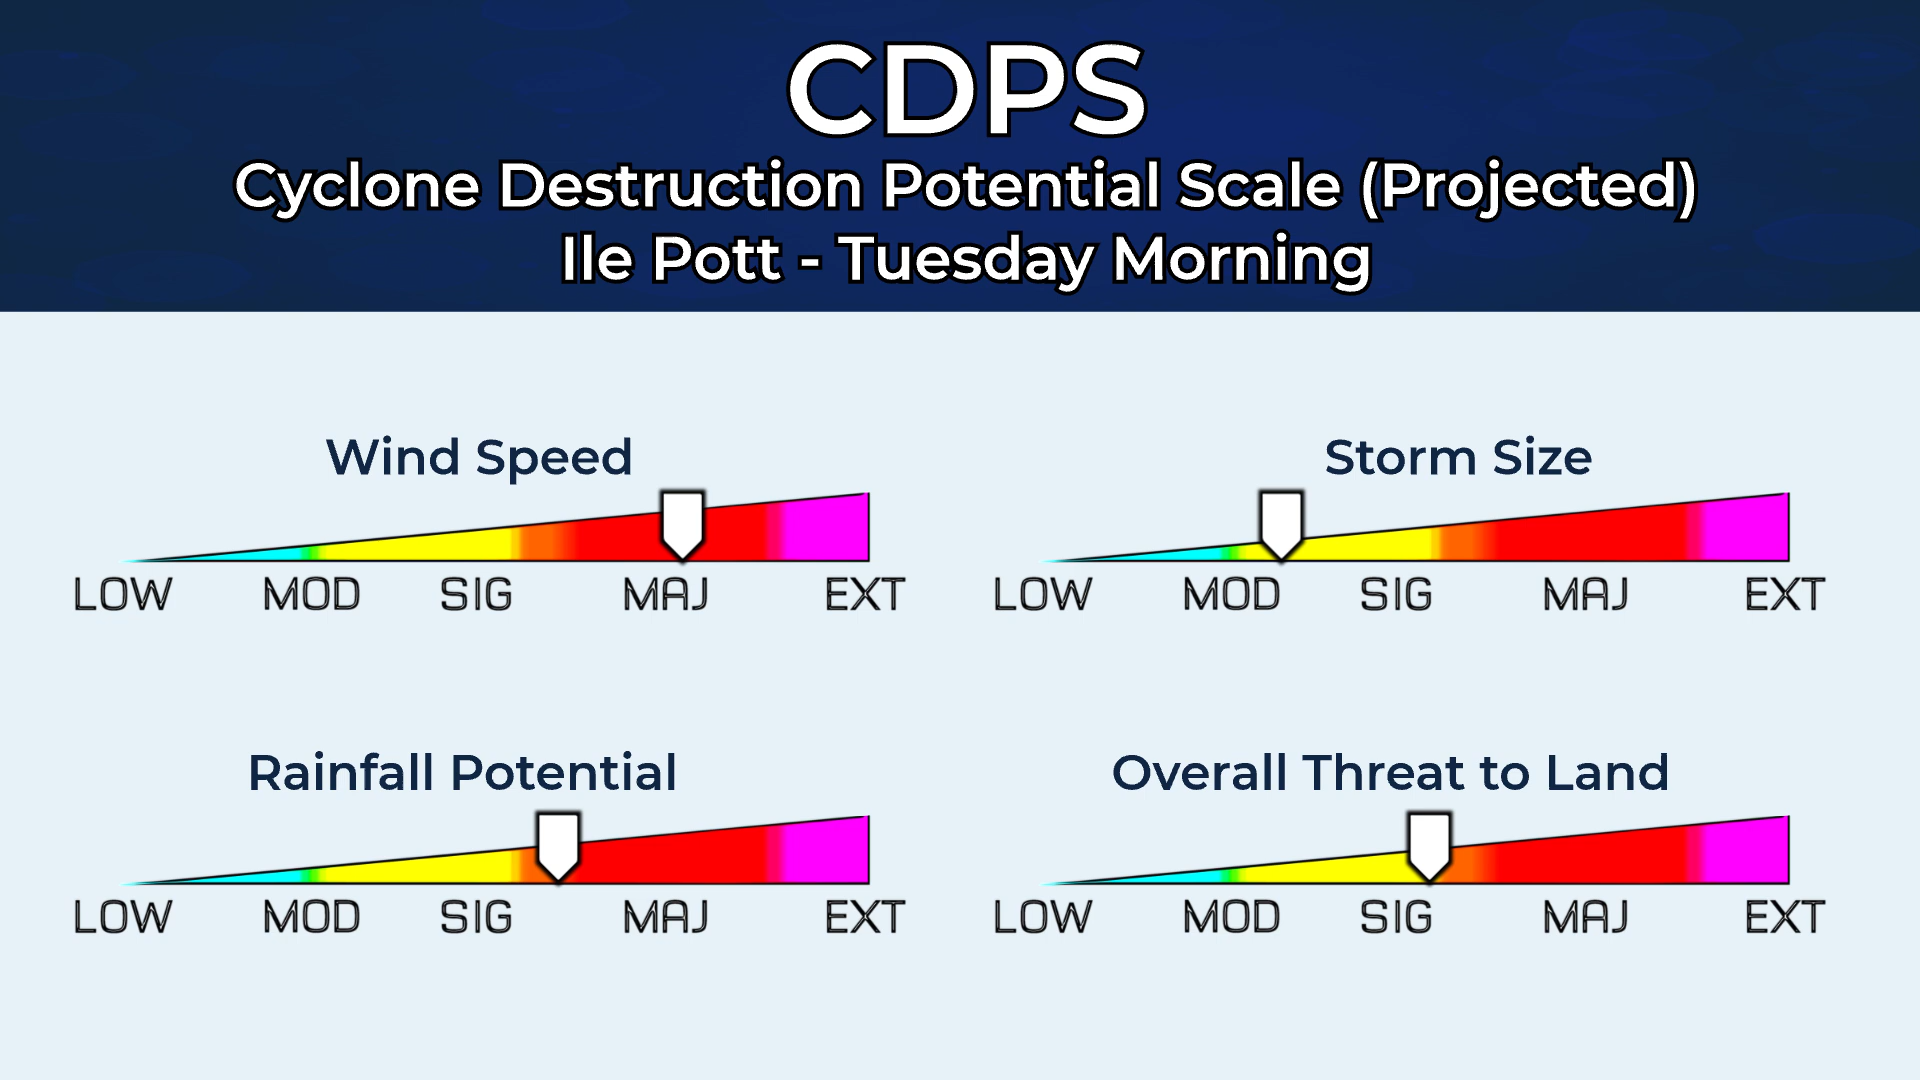 CDPS
Cyclone Destruction Potential Scale (Projected)
Ile Pott - Tuesday Morning
Wind Speed
LOW MOD SIG MAJ EXT
Storm Size
LOW MOD SIG MAJ EXT
Rainfall Potential
LOW MOD SIG MAJ EXT
Overall Threat to Land
LOW MOD SIG MAJ EXT